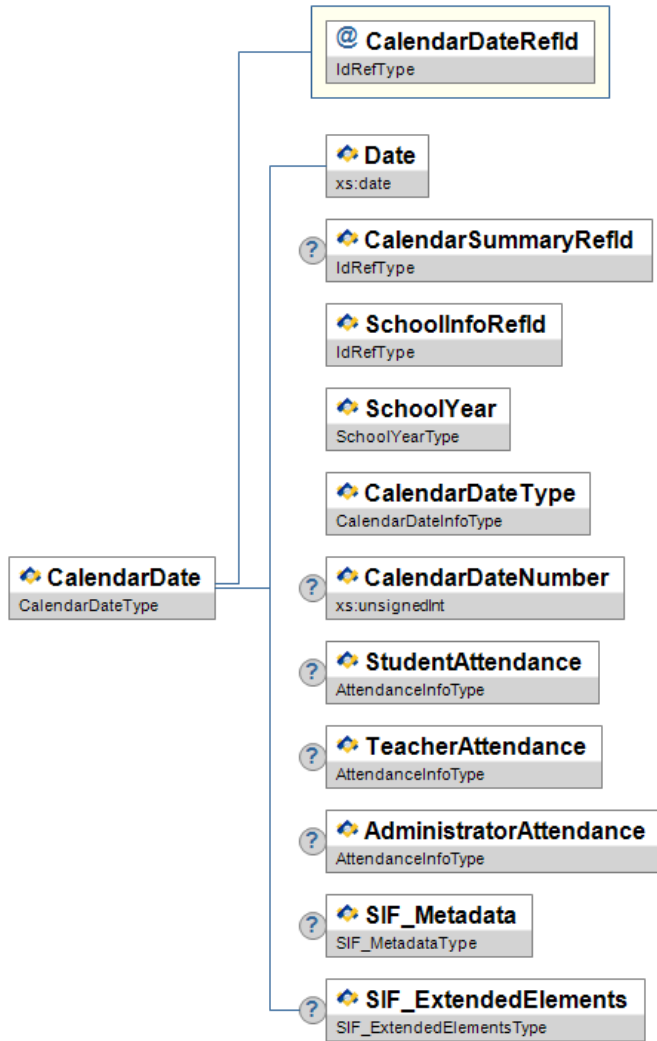 @ CalendarDateRefId
IdRefType
Date
xs:date
? CalendarSummaryRefId
IdRefType
SchoolInfoRefId
IdRefType
SchoolYear
SchoolYearType
CalendarDateType
CalendarDateInfoType
CalendarDate
CalendarDateType
? CalendarDateNumber
xs:unsignedInt
? StudentAttendance
AttendanceInfoType
? TeacherAttendance
AttendanceInfoType
? AdministratorAttendance
AttendanceInfoType
? SIF_Metadata
SIF_MetadataType
? SIF_ExtendedElements
SIF_ExtendedElementsType